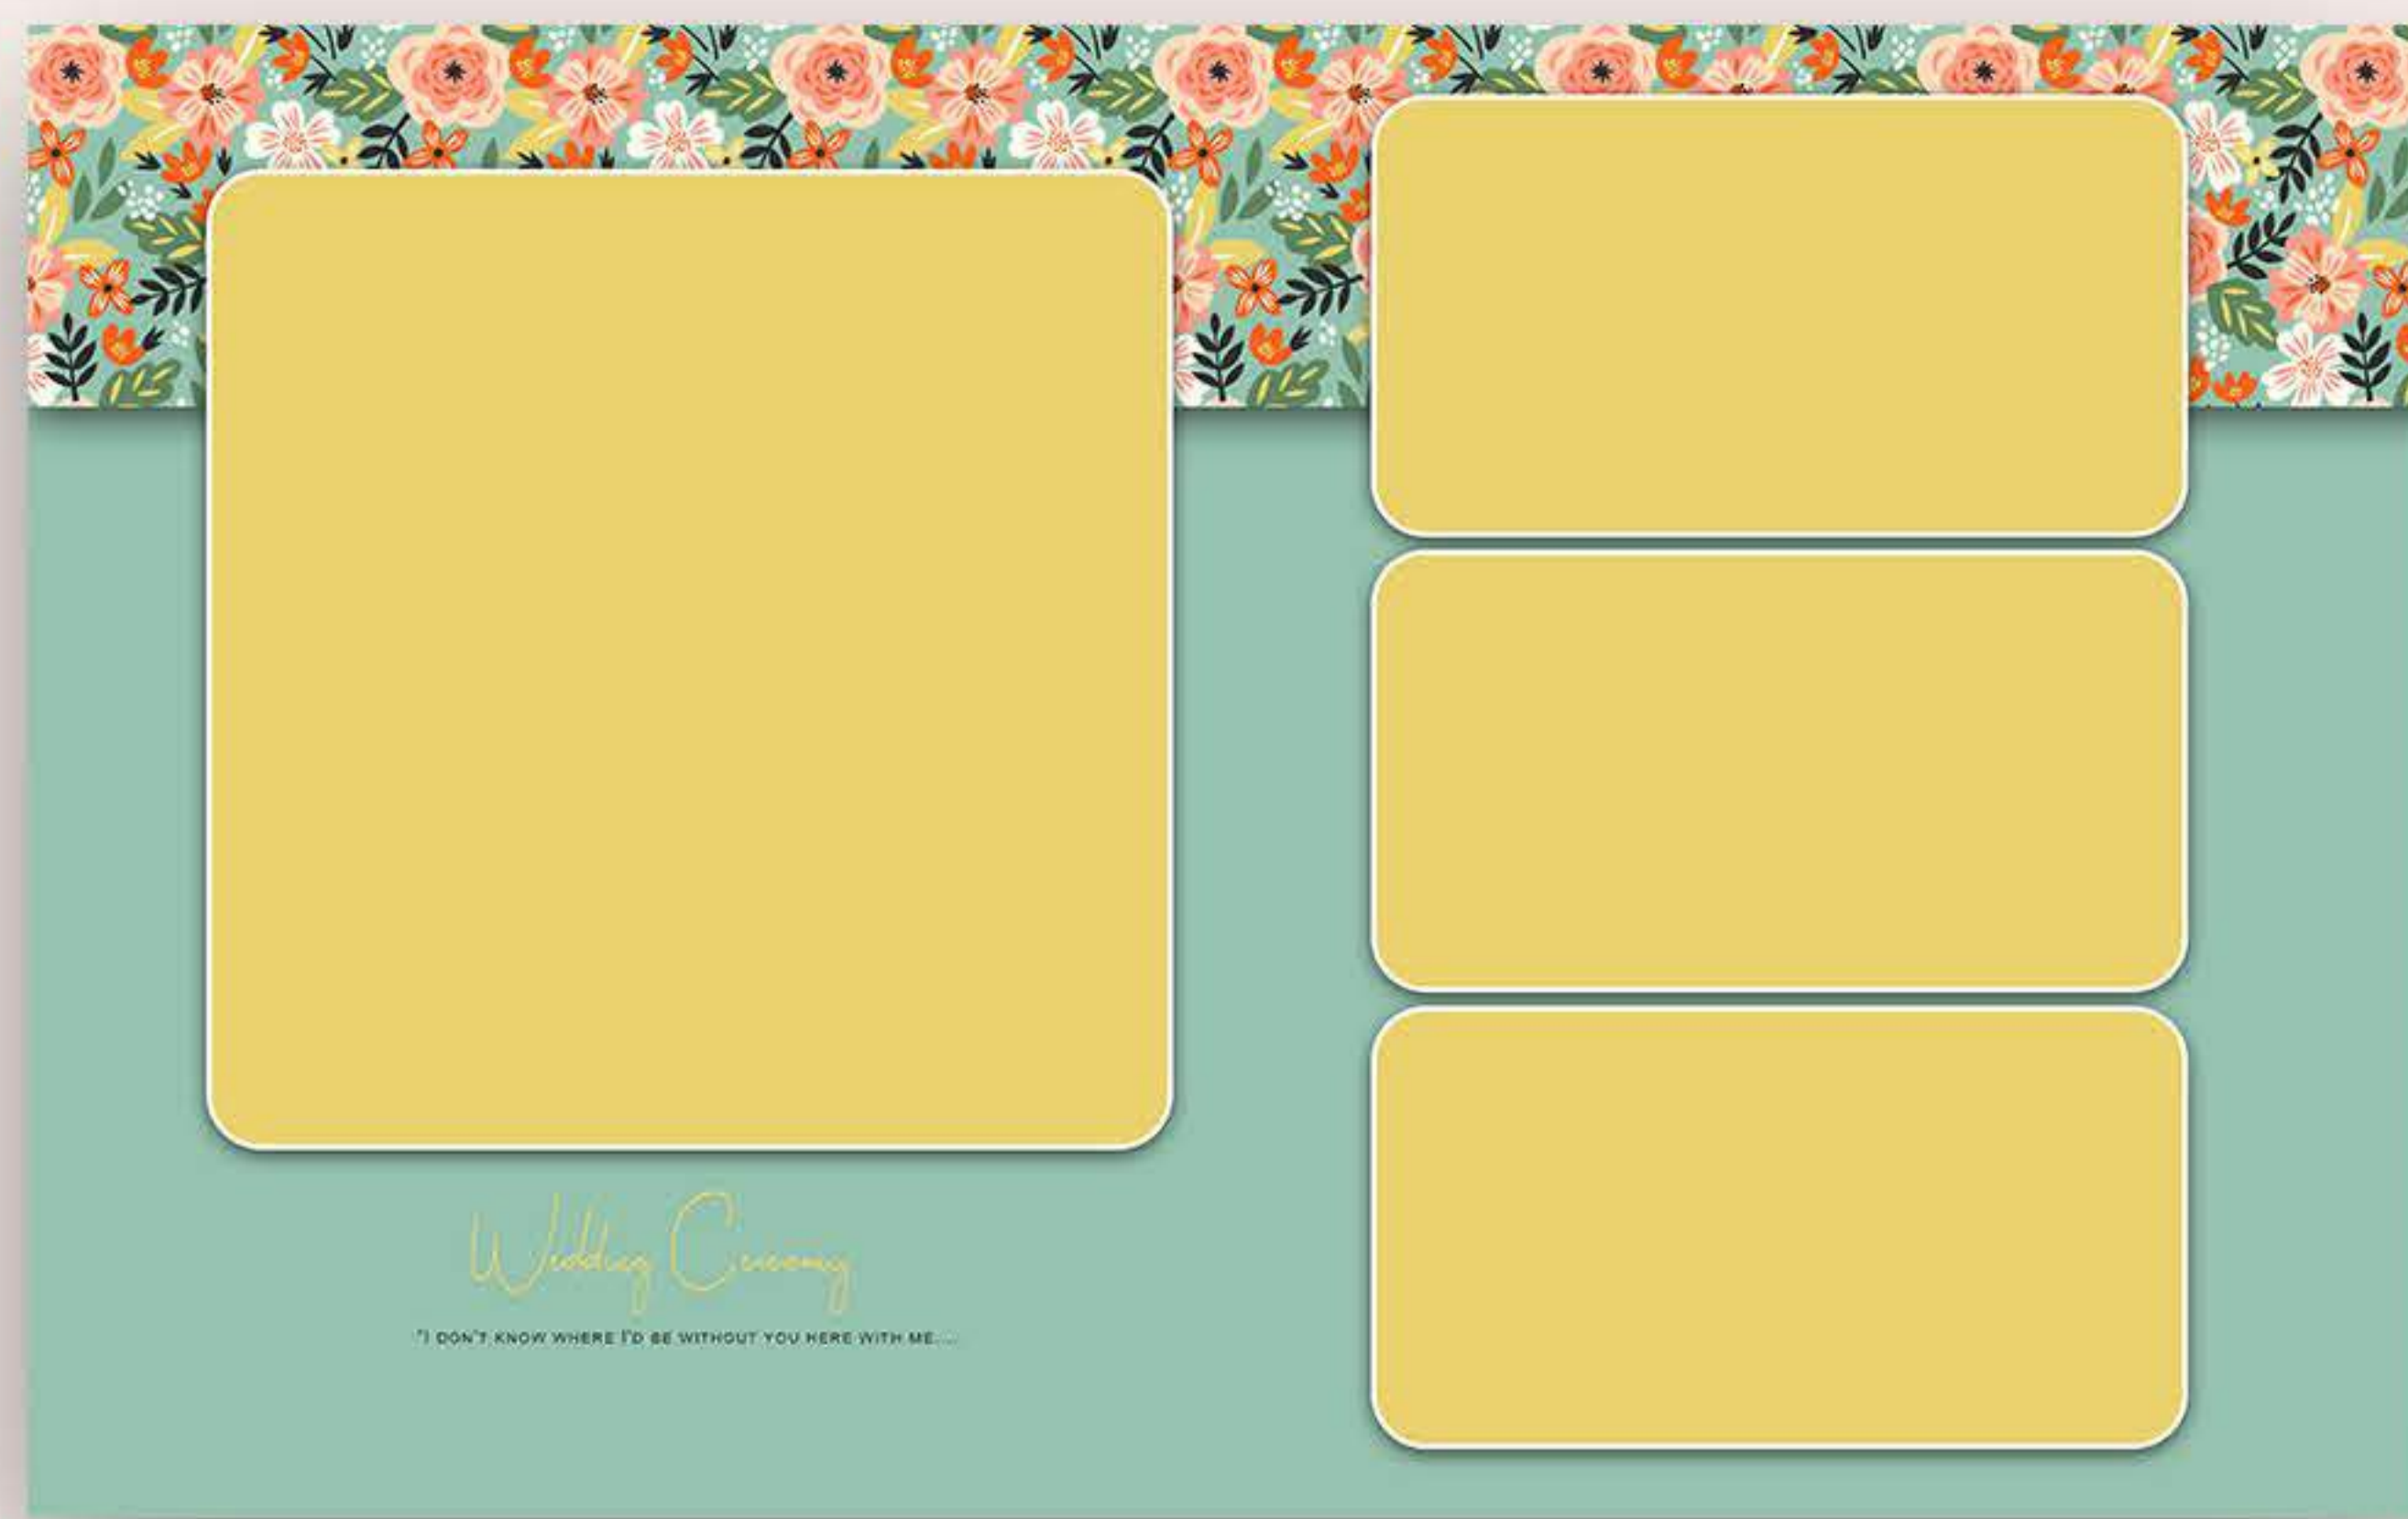 Wedding Ceremony
"I DON'T KNOW WHERE I'D BE WITHOUT YOU HERE WITH ME....